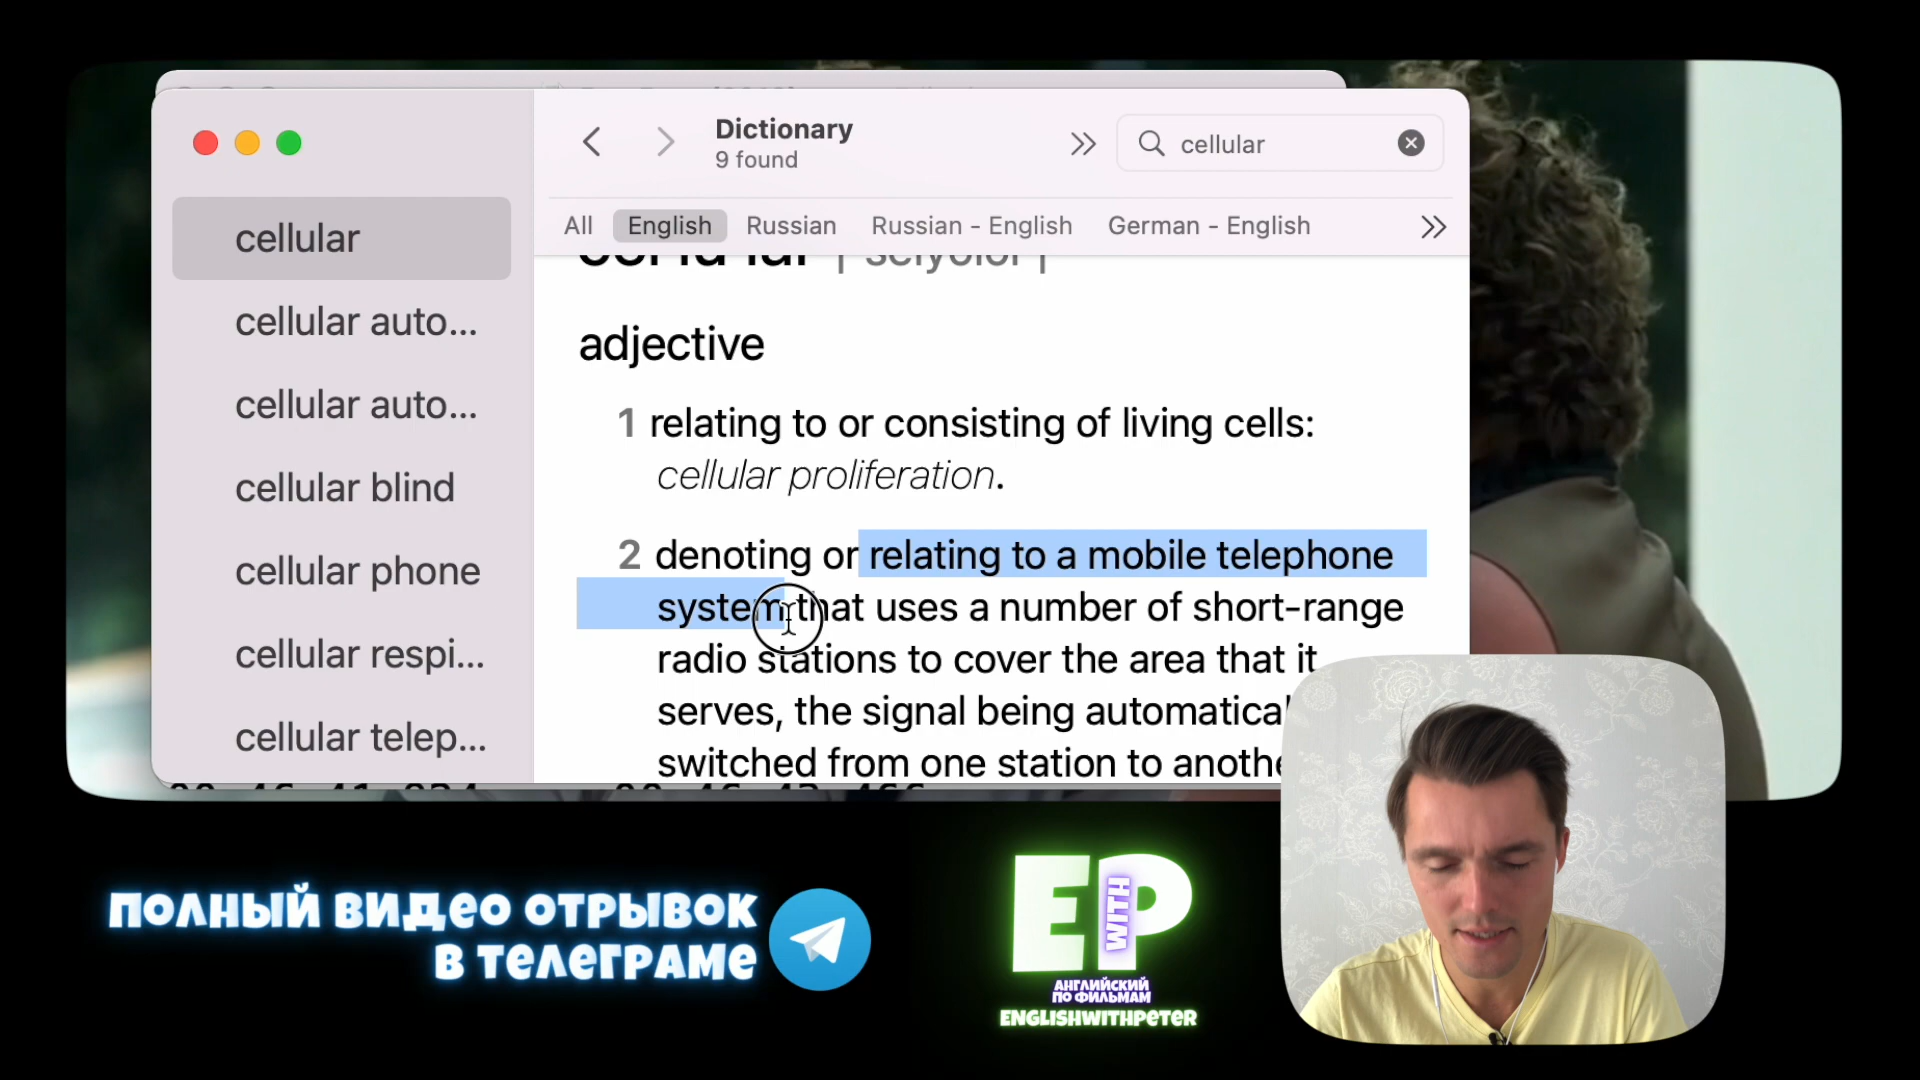 Dictionary
9 found
cellular
All English Russian Russian - English German - English
cellular
cellular auto...
cellular auto...
cellular blind
cellular phone
cellular respi...
cellular telep...
adjective
1 relating to or consisting of living cells:
cellular proliferation.
2 denoting or relating to a mobile telephone
system that uses a number of short-range
radio stations to cover the area that it
serves, the signal being automatical
switched from one station to anothe
ПОЛНЫЙ ВИДЕО ОТРЫВОК
В ТЕЛЕГРАМЕ
EP
WITH
АНГЛИЙСКИЙ
ПО ФИЛЬМАМ
ENGLISHWITHPETER